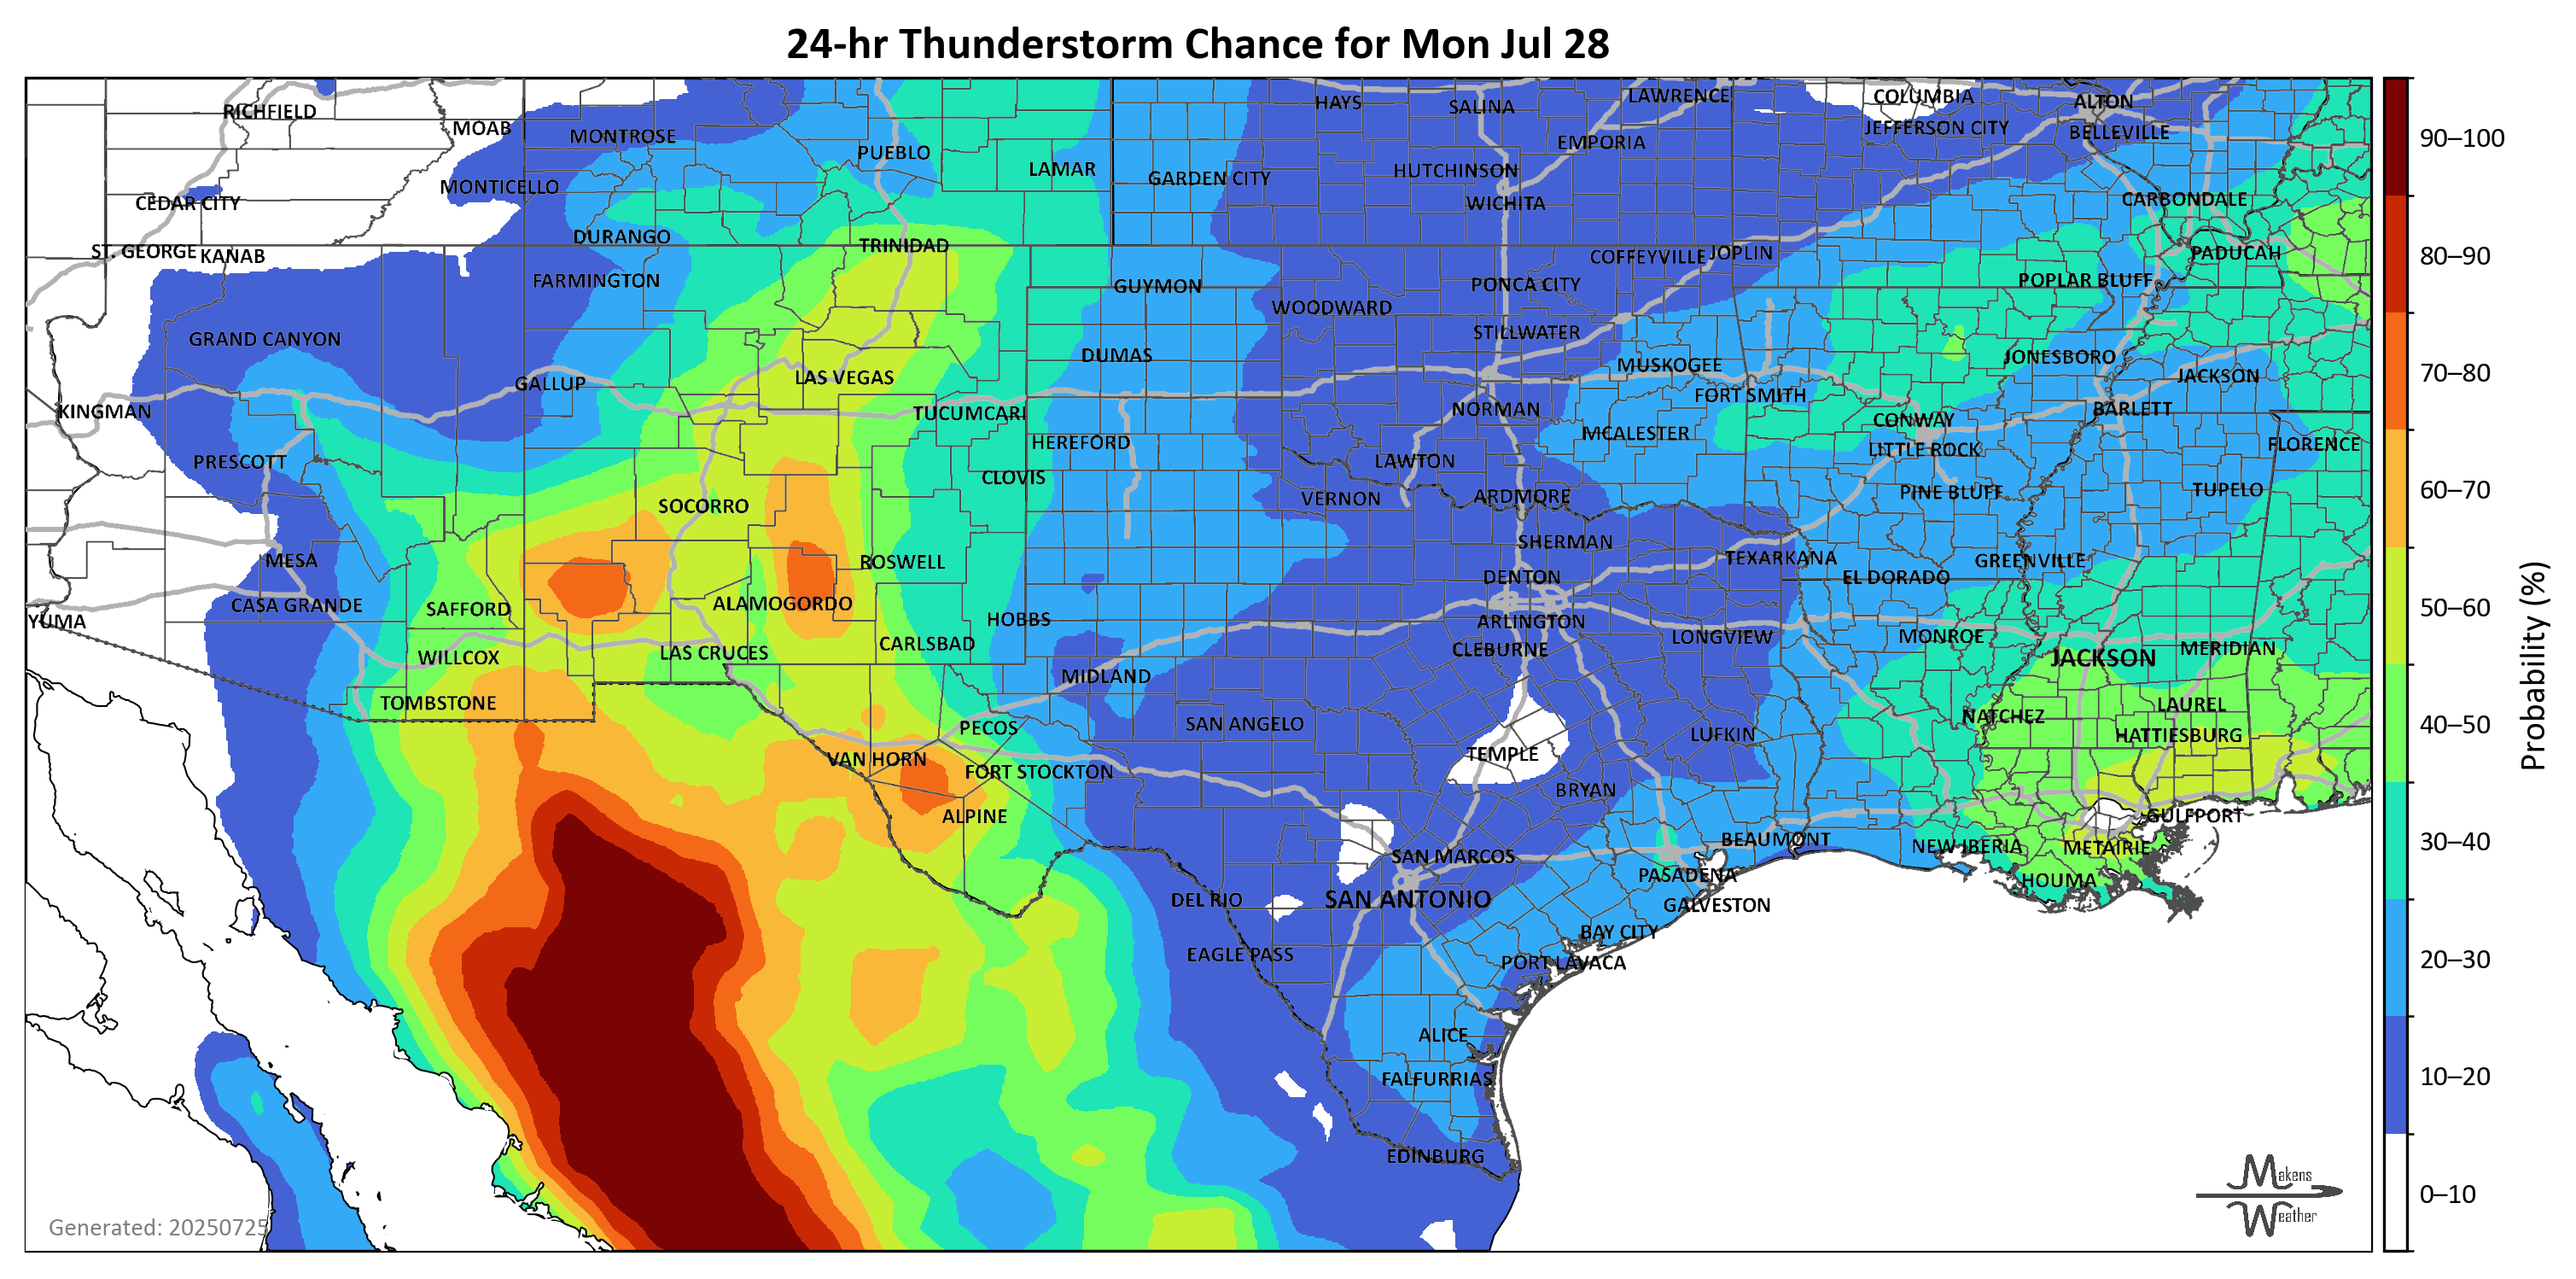 24-hr Thunderstorm Chance for Mon Jul 28
RICHFIELD
MOAB
MONTROSE
PUEBLO
LAMAR
GARDEN CITY
HAYS
SALINA
LAWRENCE
EMPORIA
HUTCHINSON
WICHITA
COLUMBIA
JEFFERSON CITY
ALTON
BELLEVILLE
90–100
MONTICELLO
CEDAR CITY
CARBONDALE
ST. GEORGE
KANAB
DURANGO
TRINIDAD
COFFEYVILLE
JOPLIN
PADUCAH
80–90
FARMINGTON
GUYMON
WOODWARD
PONCA CITY
POPLAR BLUFF
GRAND CANYON
DUMAS
STILLWATER
MUSKOGEE
JONESBORO
JACKSON
70–80
KINGMAN
GALLUP
LAS VEGAS
TUCUMCARI
NORMAN
FORT SMITH
CONWAY
BARLETT
PRESCOTT
HEREFORD
CLOVIS
LAWTON
MCALESTER
LITTLE ROCK
FLORENCE
60–70
SOCORRO
VERNON
ARDMORE
PINE BLUFF
TUPELO
MESA
ROSWELL
SHERMAN
TEXARKANA
GREENVILLE
DENTON
EL DORADO
CASA GRANDE
SAFFORD
ALAMOGORDO
HOBBS
ARLINGTON
50–60
YUMA
WILLCOX
LAS CRUCES
CARLSBAD
CLEBURNE
LONGVIEW
MONROE
JACKSON
MERIDIAN
TOMBSTONE
MIDLAND
PECOS
SAN ANGELO
LUFKIN
NATCHEZ
LAUREL
HATTIESBURG
40–50
VAN HORN
FORT STOCKTON
TEMPLE
BRYAN
ALPINE
GULFPORT
SAN MARCOS
BEAUMONT
NEW IBERIA
METAIRIE
30–40
DEL RIO
SAN ANTONIO
PASADENA
GALVESTON
HOUMA
EAGLE PASS
BAY CITY
PORT LAVACA
20–30
ALICE
FALFURRIAS
10–20
EDINBURG
0–10
Probability (%)
Makens
Weather
Generated: 20250725